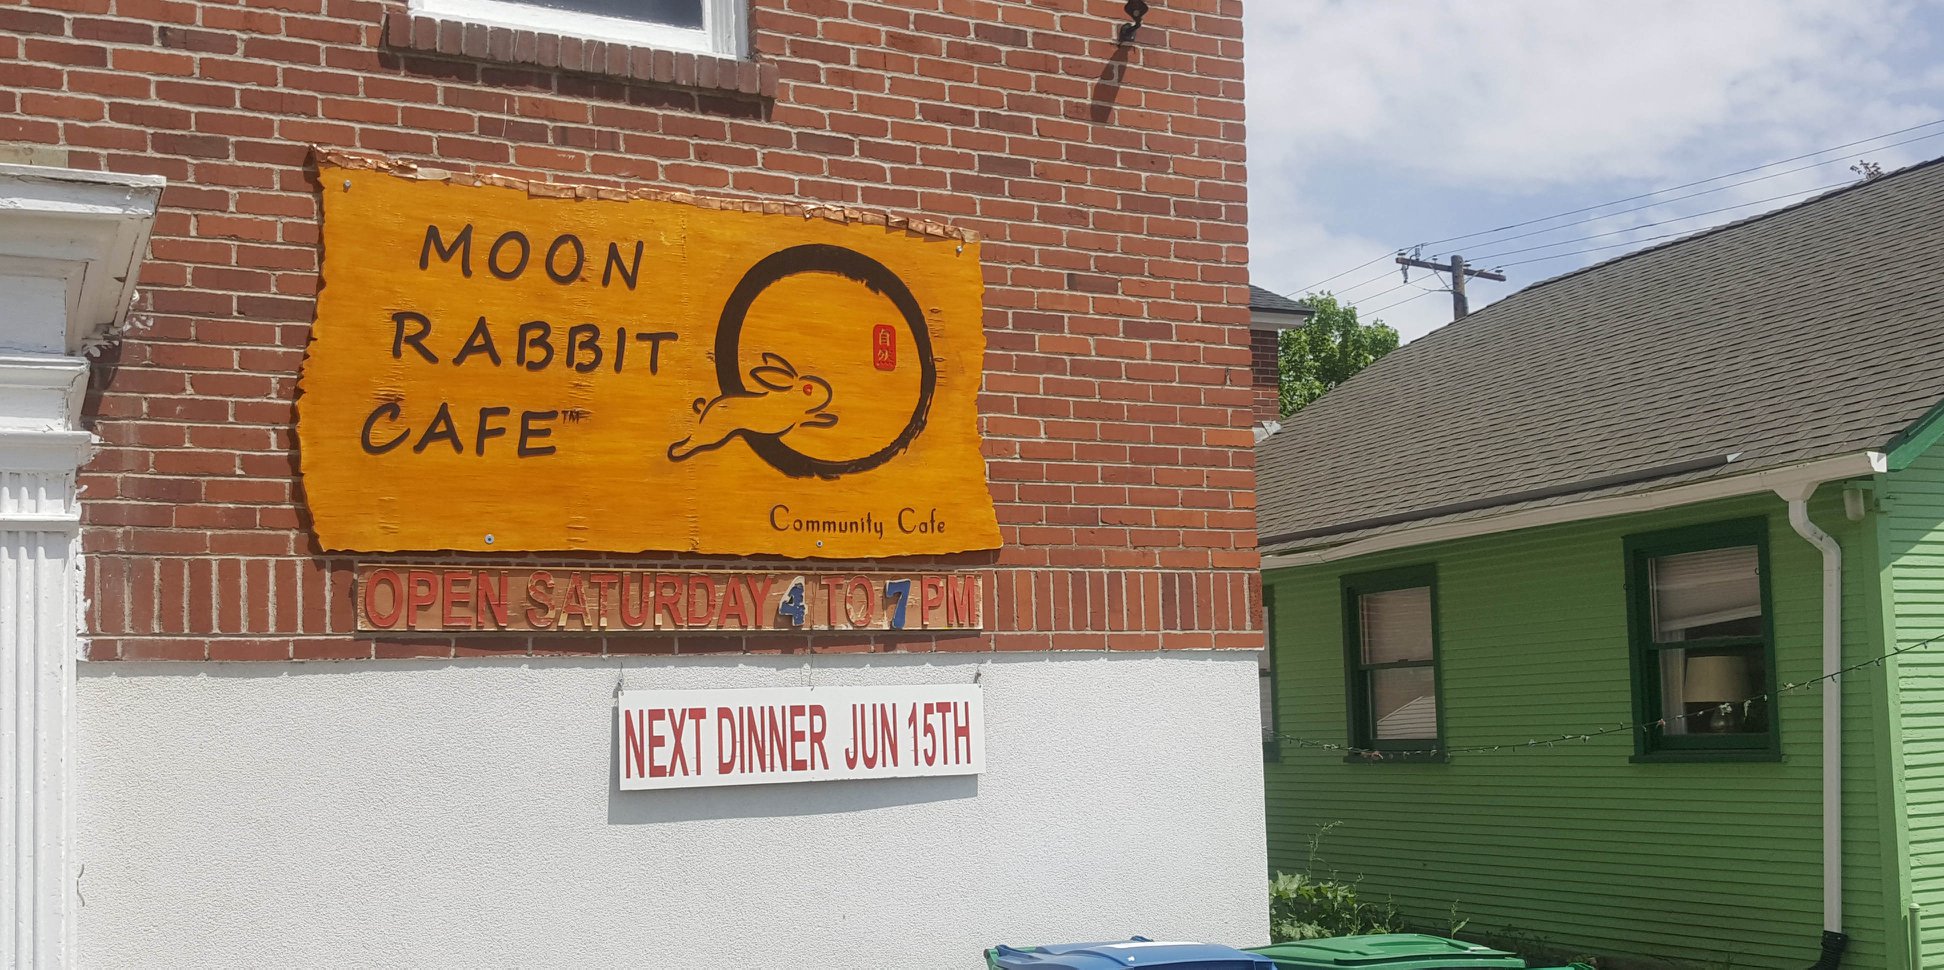 MOON
RABBIT
CAFE™
自
然
Community Cafe
OPEN SATURDAY 4 TO 7 PM
NEXT DINNER JUN 15TH